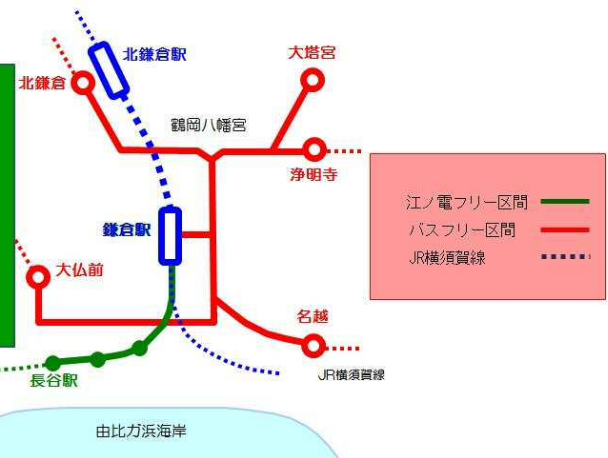 北鎌倉駅
大塔宮
北鎌倉
鶴岡八幡宮
浄明寺
江ノ電フリー区間
バスフリー区間
JR横須賀線
鎌倉駅
大仏前
名越
JR横須賀線
長谷駅
由比ガ浜海岸